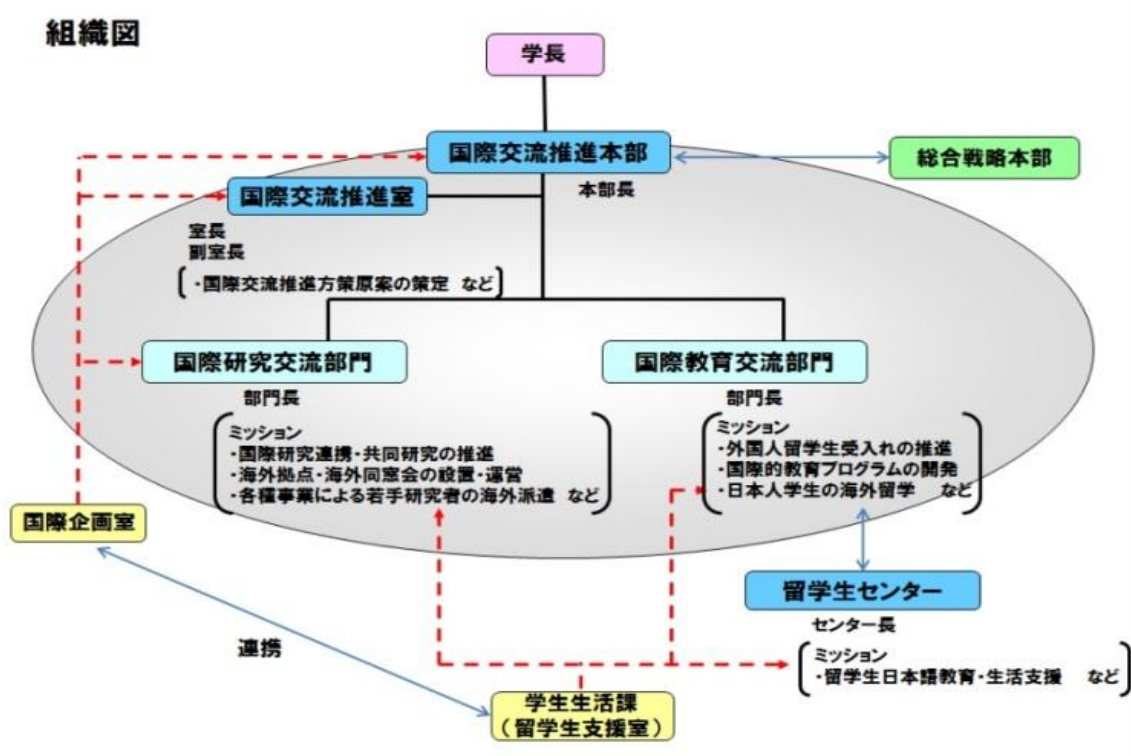 組織図
学長
国際交流推進本部
総合戦略本部
本部長
国際交流推進室
室長
副室長
・国際交流推進方策原案の策定 など
国際研究交流部門
部門長
ミッション
・国際研究連携・共同研究の推進
・海外拠点・海外同窓会の設置・運営
・各種事業による若手研究者の海外派遣 など
国際教育交流部門
部門長
ミッション
・外国人留学生受入れの推進
・国際的教育プログラムの開発
・日本人学生の海外留学 など
国際企画室
留学生センター
センター長
ミッション
・留学生日本語教育・生活支援 など
連携
学生生活課
（留学生支援室）